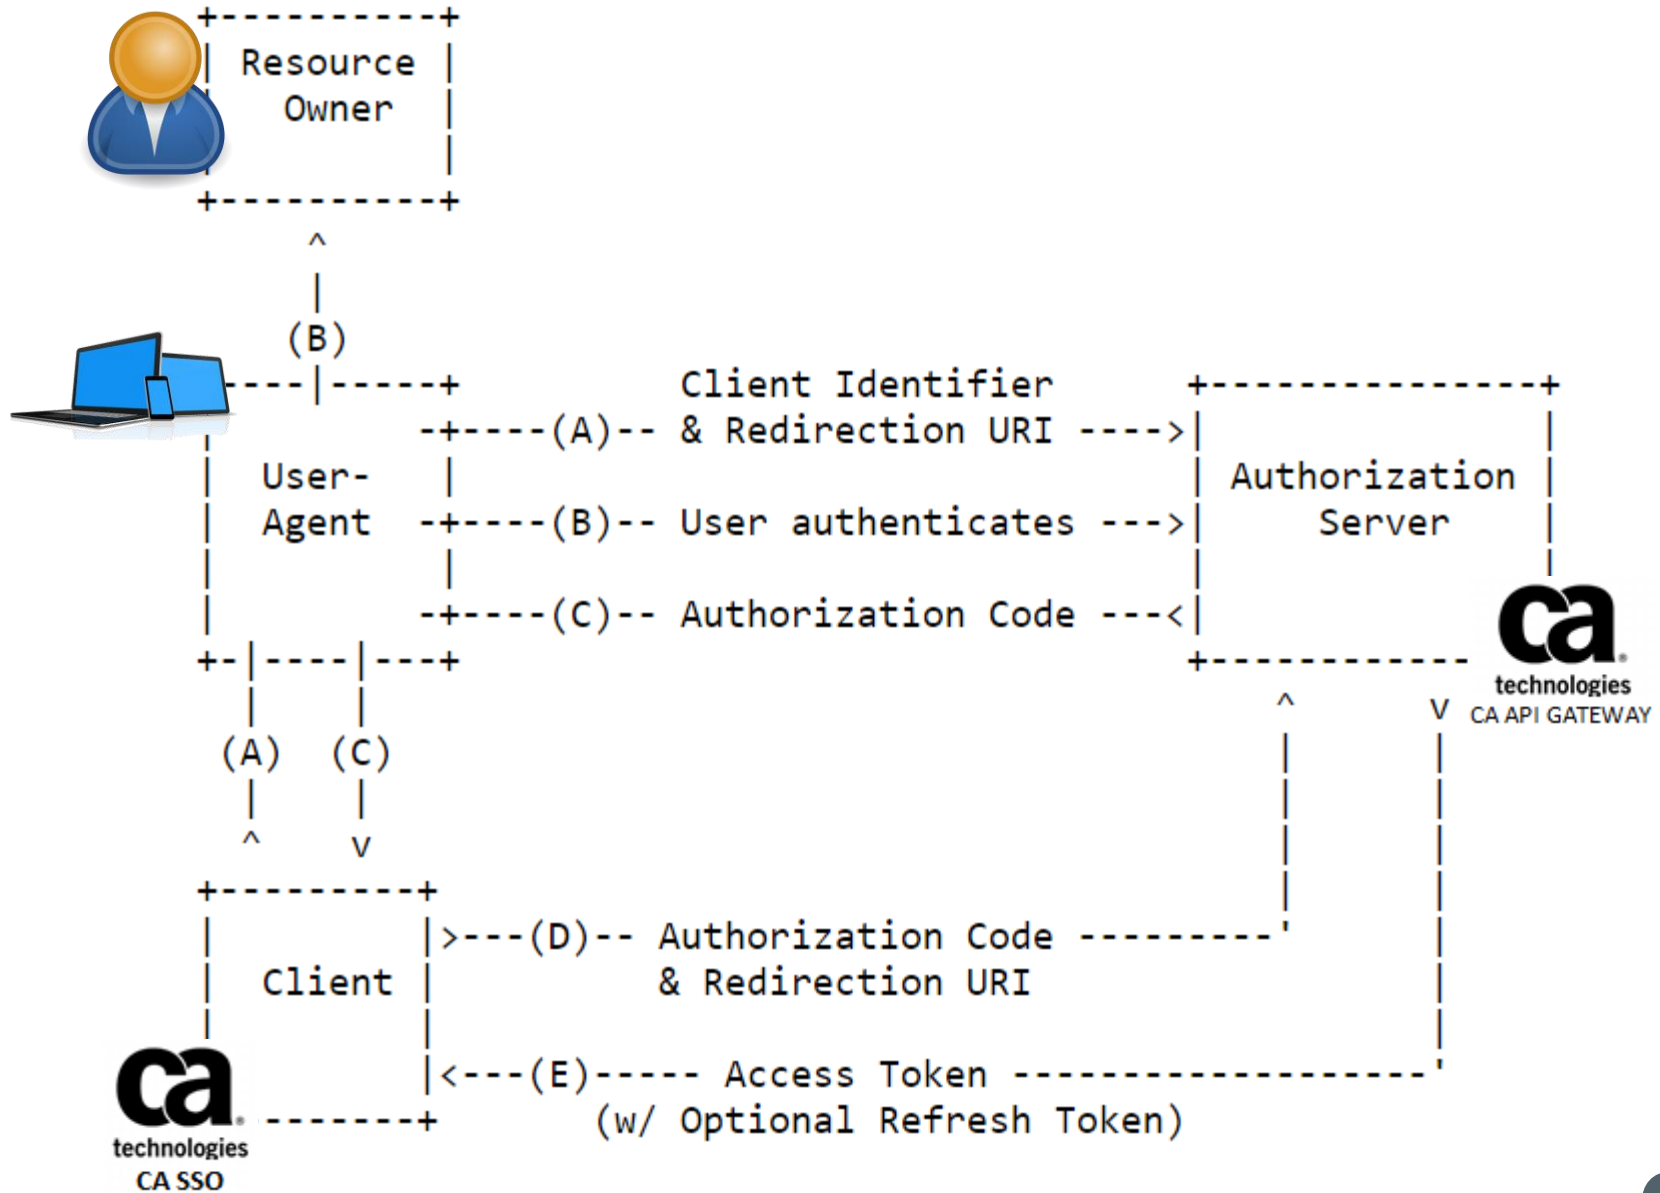 +-----------+
| Resource |
Owner |
|
+-----------+
^
|
(B)
----|-----+ Client Identifier +---------------+
| -+----(A)-- & Redirection URI ---->| |
| User- | | Authorization |
| Agent -+----(B)-- User authenticates --->| Server |
| | | |
| -+----(C)-- Authorization Code ---<|
+-|----|---+ +------------
| | ca
technologies
^ v CA API GATEWAY
(A) (C) | |
| | | |
^ v | |
+---------+ | |
| |>---(D)-- Authorization Code ---------' |
| Client | & Redirection URI |
| | |
|<---(E)----- Access Token -------------------'
-------+ (w/ Optional Refresh Token)
ca
technologies
CA SSO